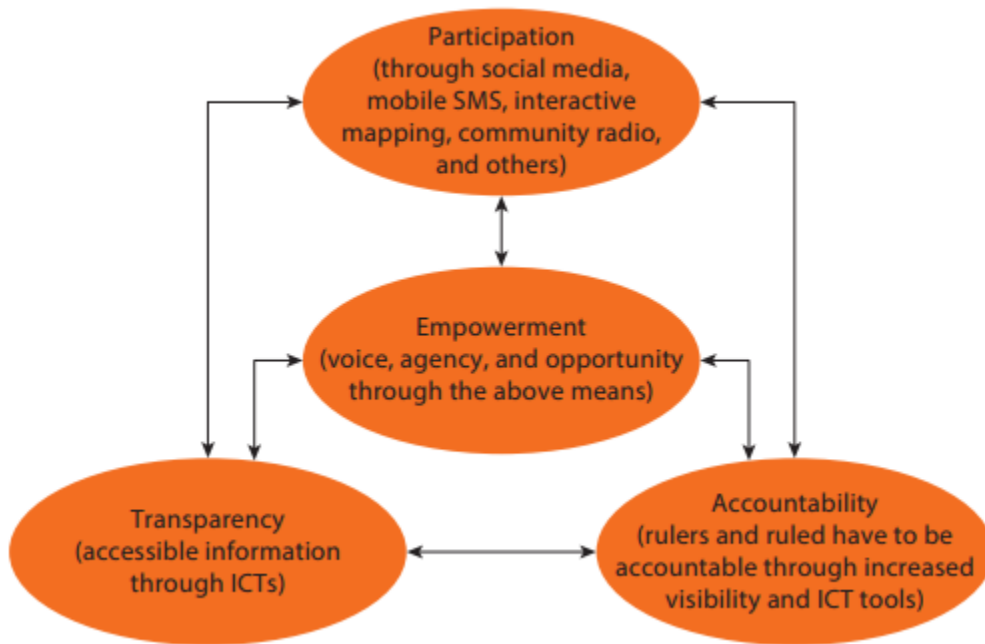 Participation
(through social media,
mobile SMS, interactive
mapping, community radio,
and others)
Empowerment
(voice, agency, and opportunity
through the above means)
Transparency
(accessible information
through ICTs)
Accountability
(rulers and ruled have to be
accountable through increased
visibility and ICT tools)